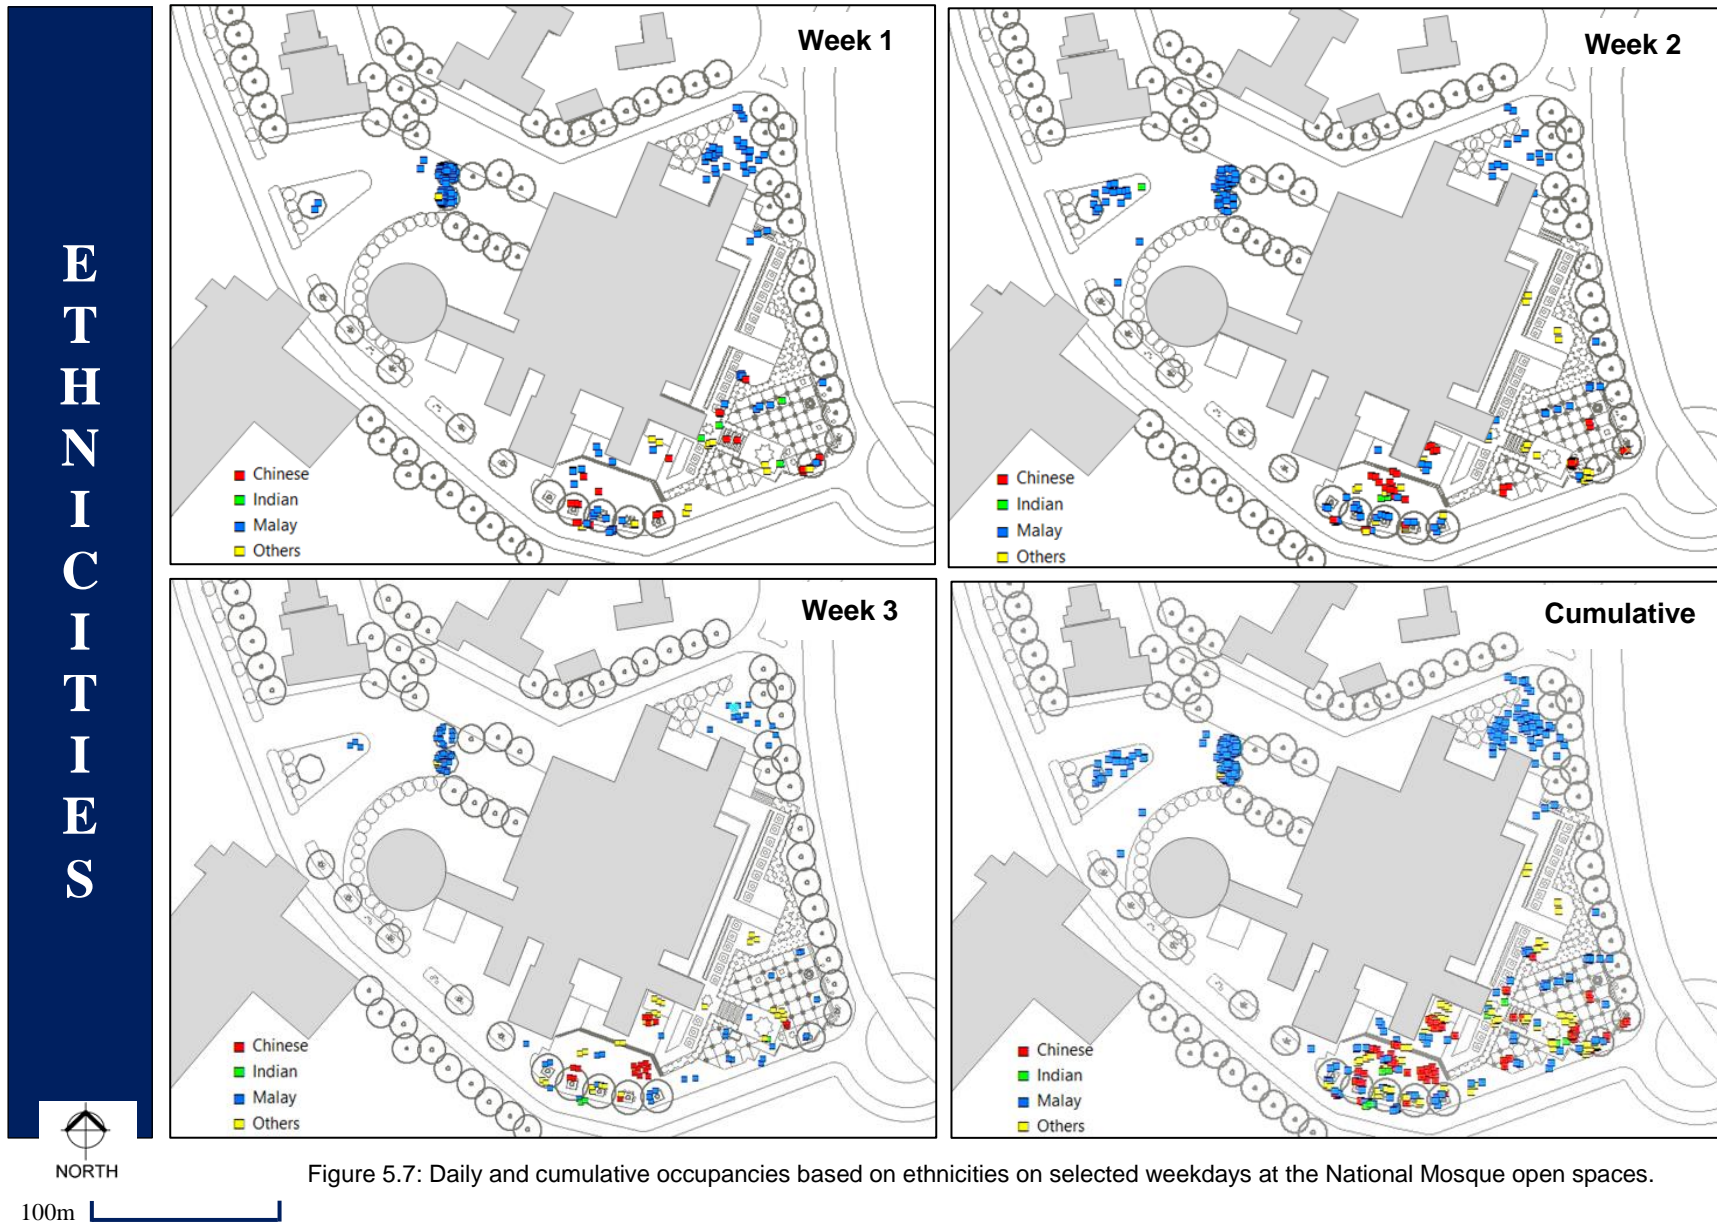 ETHNICITIES
Week 1
Chinese
Indian
Malay
Others
Week 2
Chinese
Indian
Malay
Others
Week 3
Chinese
Indian
Malay
Others
Cumulative
Chinese
Indian
Malay
Others
NORTH
Figure 5.7: Daily and cumulative occupancies based on ethnicities on selected weekdays at the National Mosque open spaces.
100m